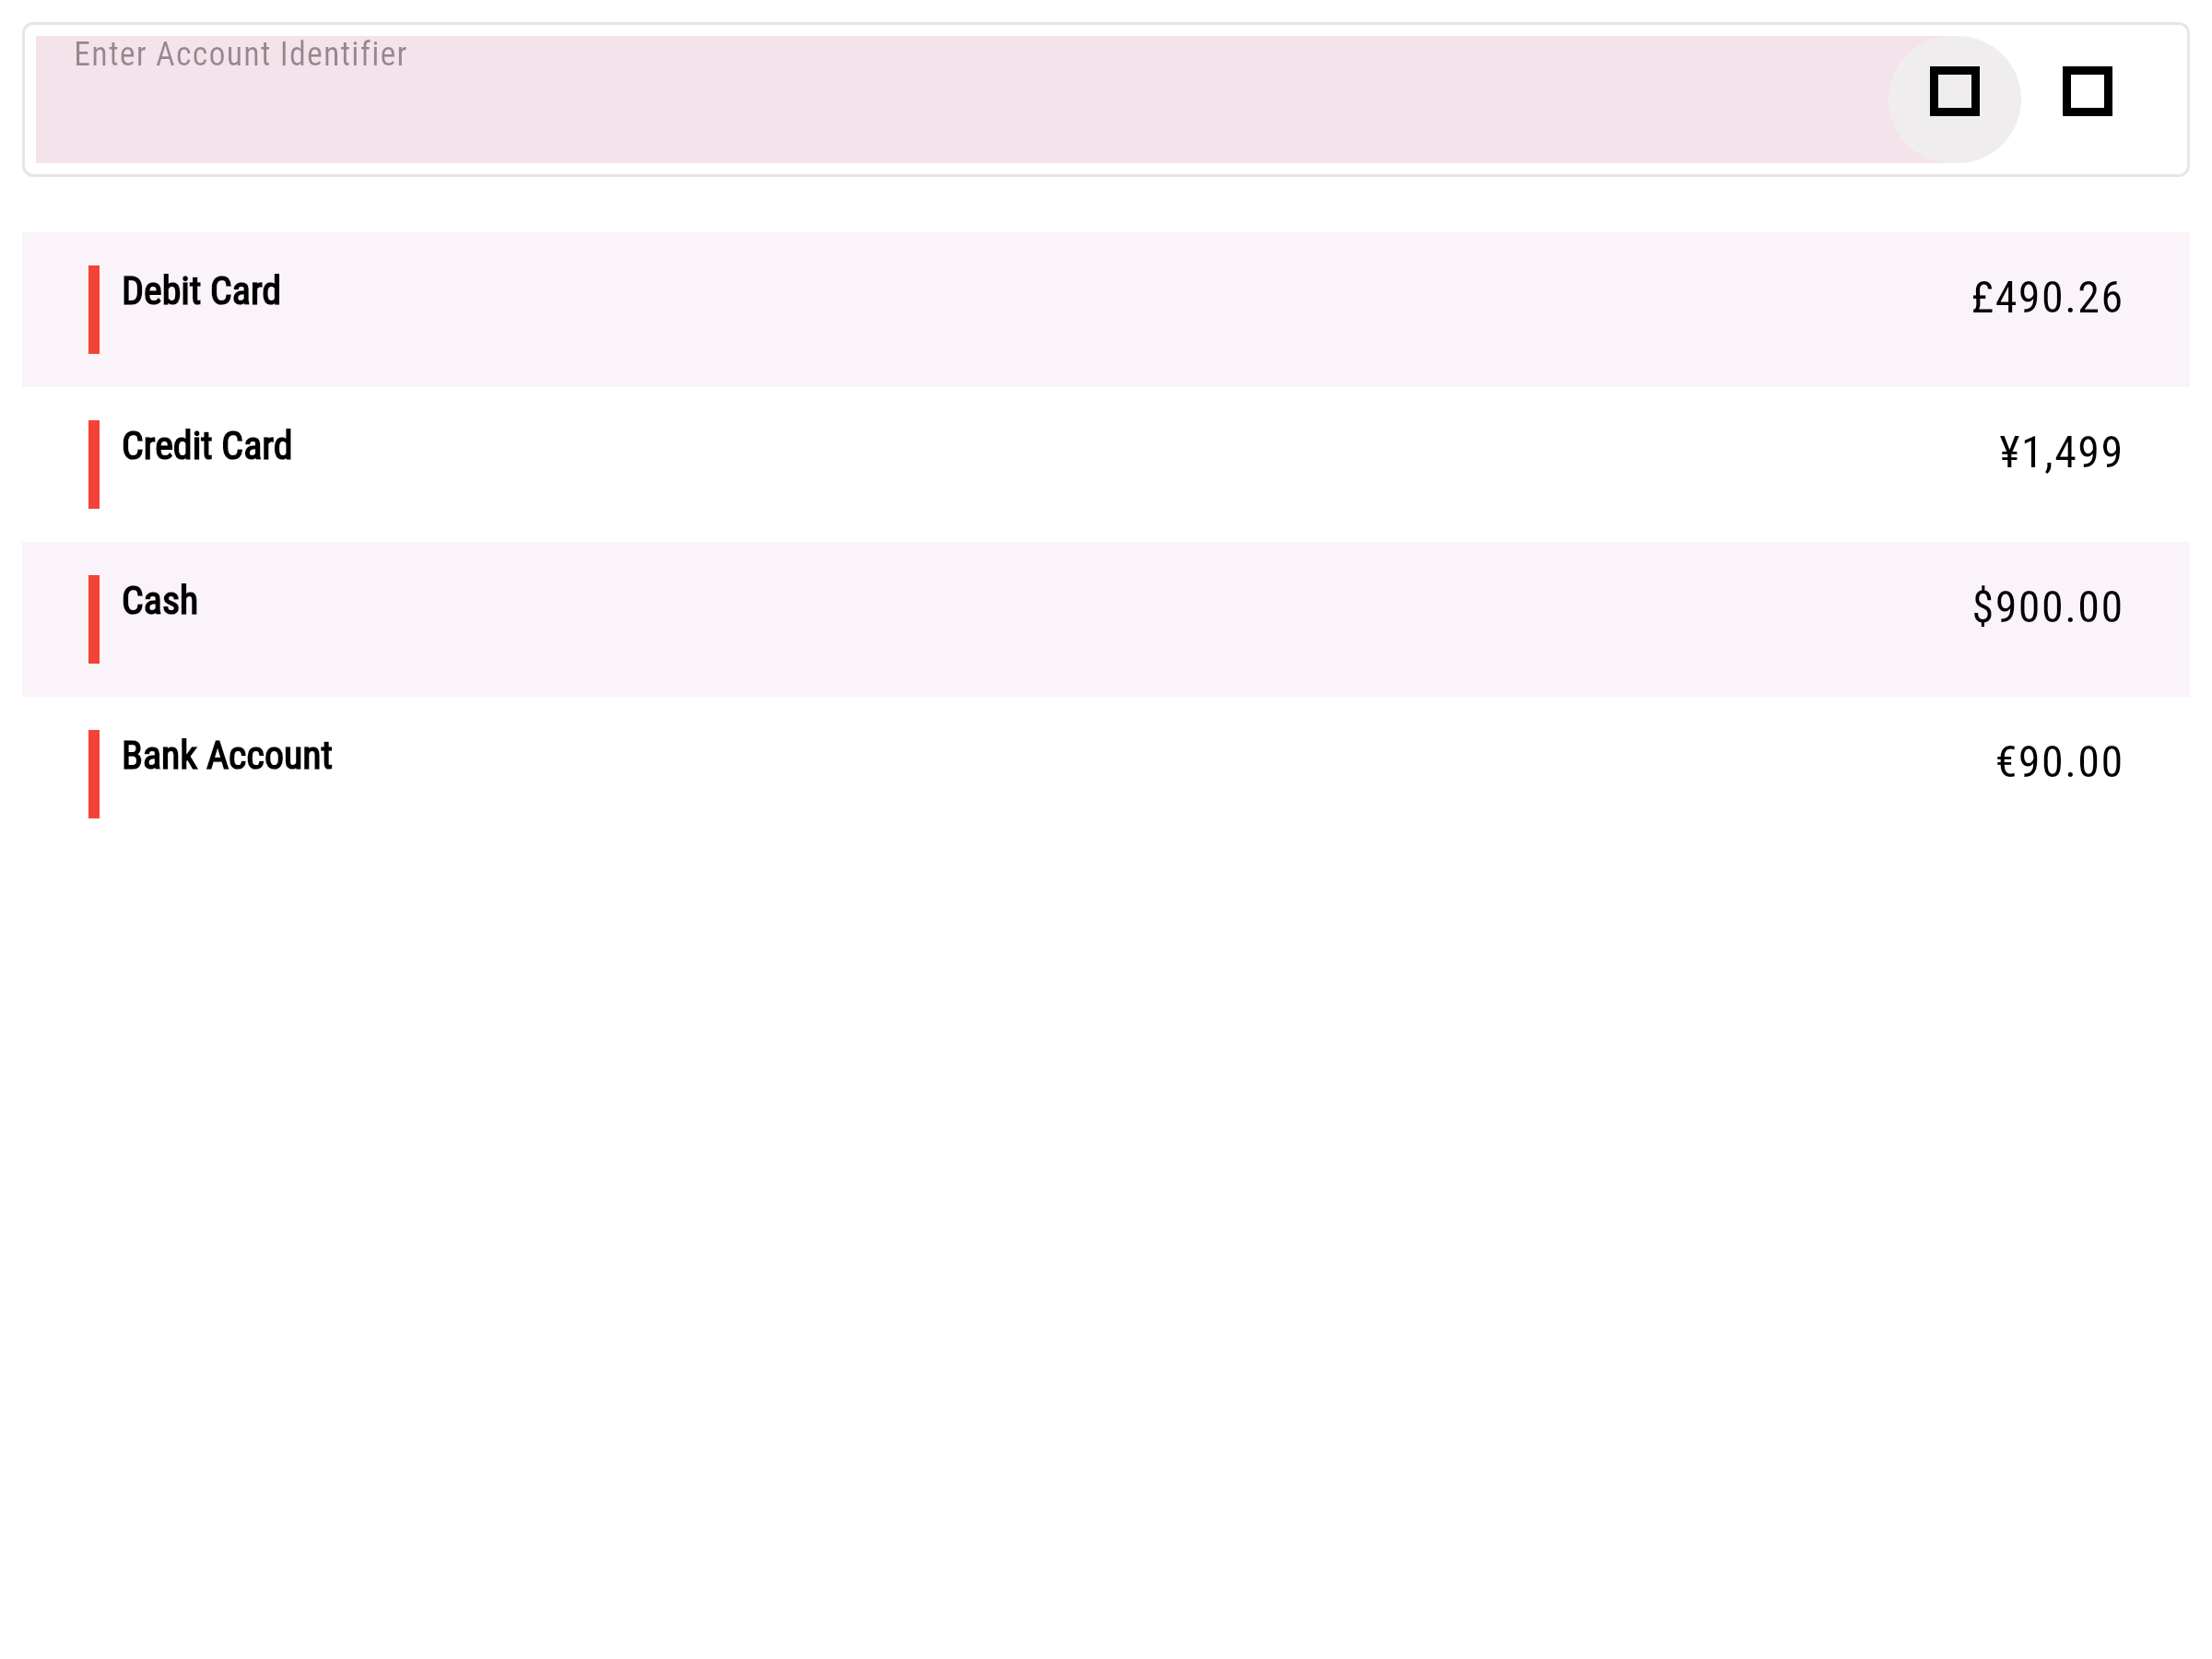 Enter Account Identifier
Debit Card £490.26
Credit Card ¥1,499
Cash $900.00
Bank Account €90.00